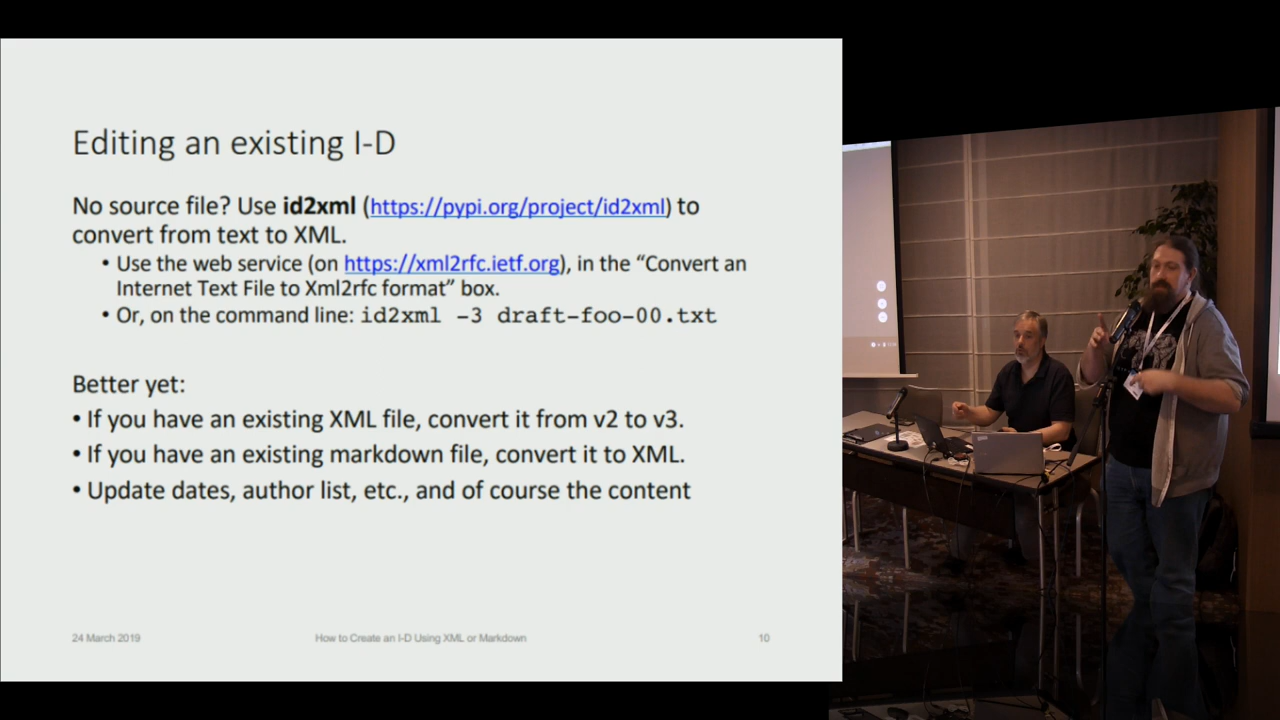 Editing an existing I-D
No source file? Use id2xml (https://pypi.org/project/id2xml) to
convert from text to XML.
• Use the web service (on https://xml2rfc.ietf.org), in the “Convert an
Internet Text File to Xml2rfc format” box.
• Or, on the command line: id2xml -3 draft-foo-00.txt
Better yet:
• If you have an existing XML file, convert it from v2 to v3.
• If you have an existing markdown file, convert it to XML.
• Update dates, author list, etc., and of course the content
24 March 2019 How to Create an I-D Using XML or Markdown 10